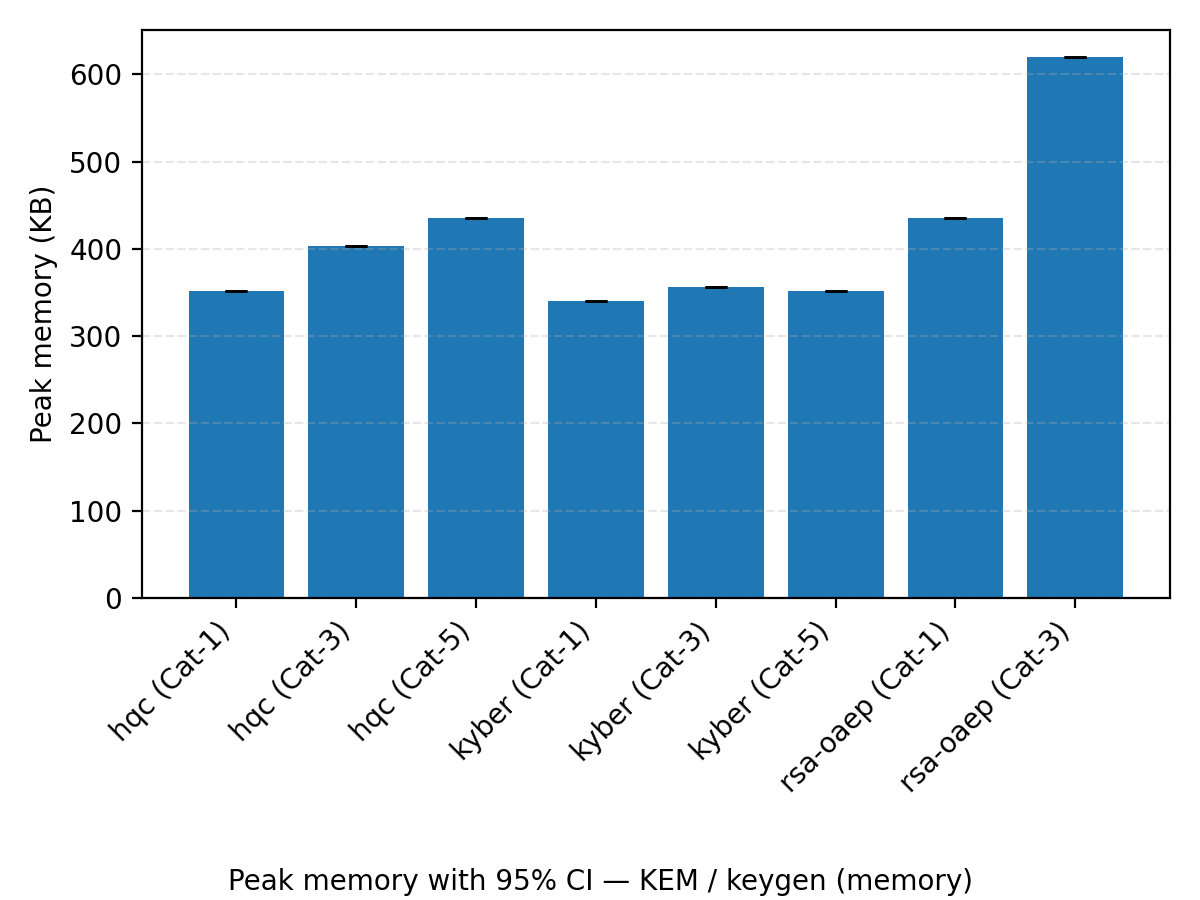 600
500
400
300
200
100
0
Peak memory (KB)
hqc (Cat-1)
hqc (Cat-3)
hqc (Cat-5)
kyber (Cat-1)
kyber (Cat-3)
kyber (Cat-5)
rsa-oaep (Cat-1)
rsa-oaep (Cat-3)
Peak memory with 95% CI — KEM / keygen (memory)